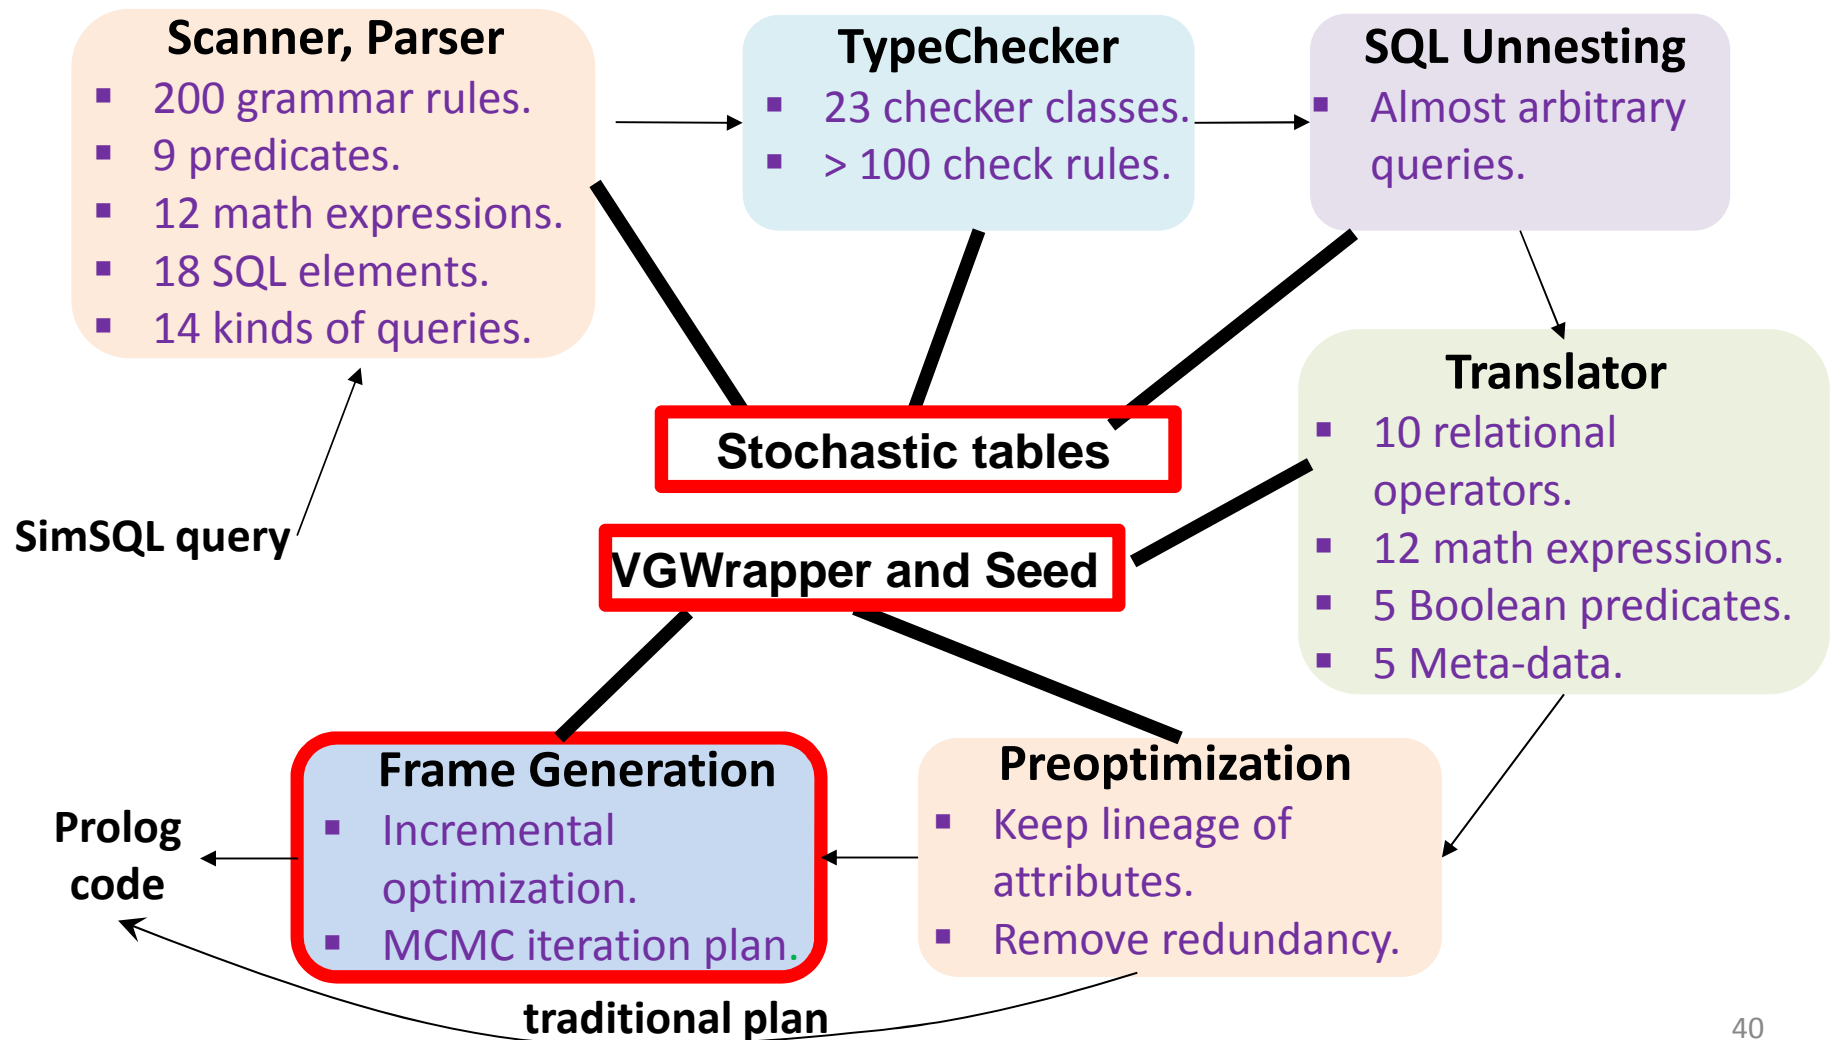 Scanner, Parser
▪ 200 grammar rules.
▪ 9 predicates.
▪ 12 math expressions.
▪ 18 SQL elements.
▪ 14 kinds of queries.
TypeChecker
▪ 23 checker classes.
▪ > 100 check rules.
SQL Unnesting
▪ Almost arbitrary
queries.
Stochastic tables
Translator
▪ 10 relational
operators.
▪ 12 math expressions.
▪ 5 Boolean predicates.
▪ 5 Meta-data.
SimSQL query
VGWrapper and Seed
Prolog
code
Frame Generation
▪ Incremental
optimization.
▪ MCMC iteration plan.
Preoptimization
▪ Keep lineage of
attributes.
▪ Remove redundancy.
traditional plan
40